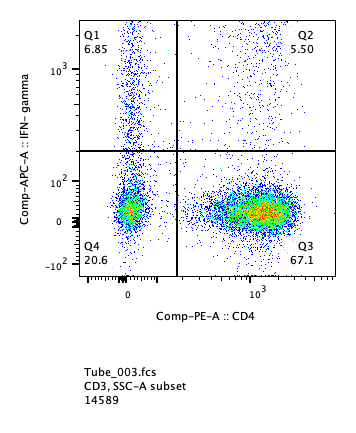 Q1
6.85
Q2
5.50
10³
10²
0
-10²
Comp-APC-A :: IFN- gamma
Q4
20.6
Q3
67.1
0
10³
Comp-PE-A :: CD4
Tube_003.fcs
CD3, SSC-A subset
14589